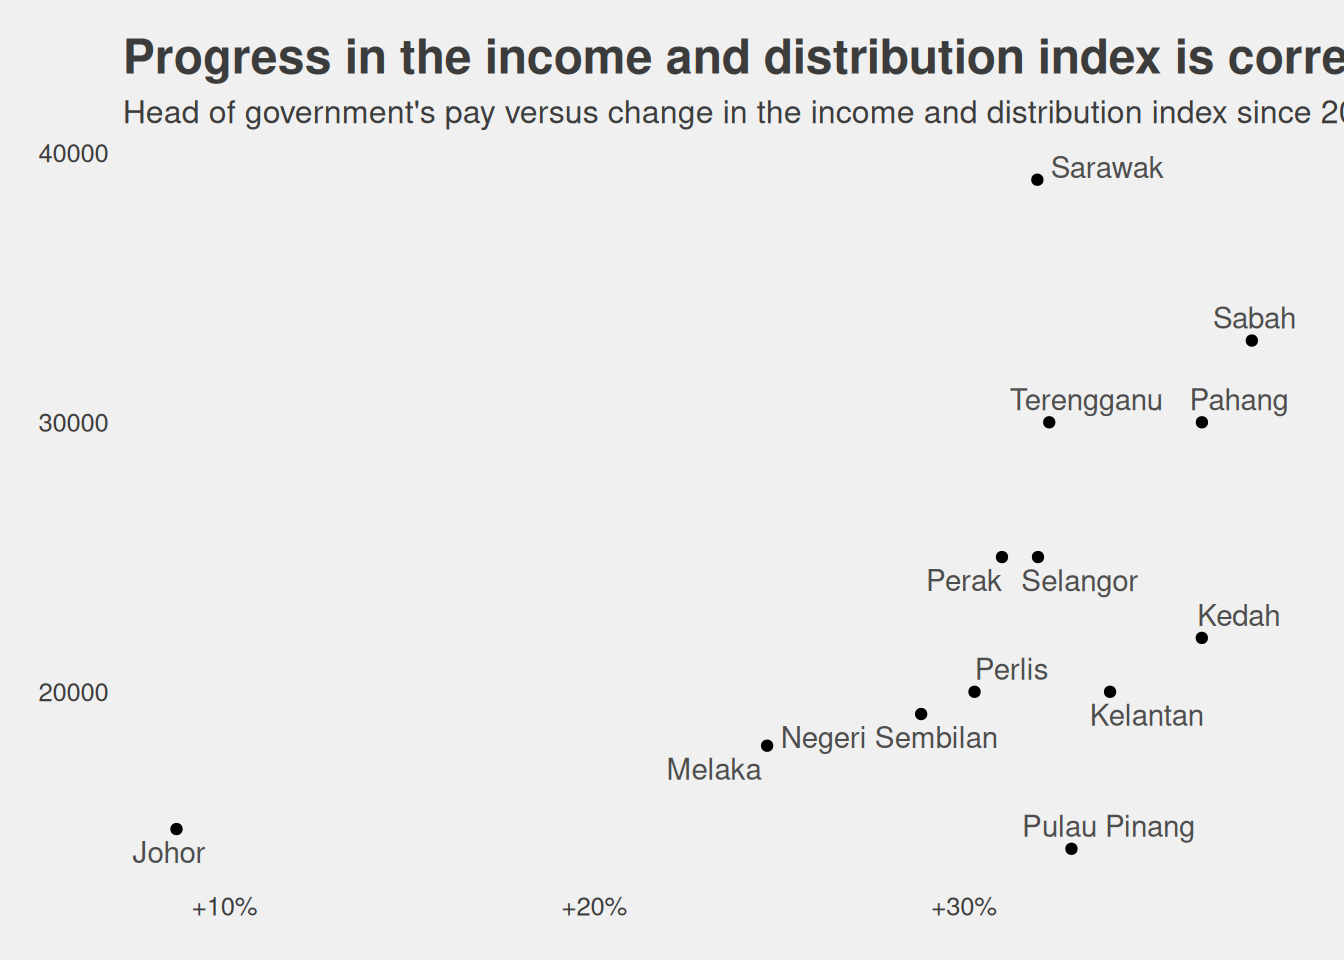 Progress in the income and distribution index is corre
Head of government's pay versus change in the income and distribution index since 20
40000
Sarawak
Sabah
30000
Terengganu Pahang
Perak Selangor
Kedah
Perlis
20000
Kelantan
Negeri Sembilan
Melaka
Pulau Pinang
Johor
+10% +20% +30%